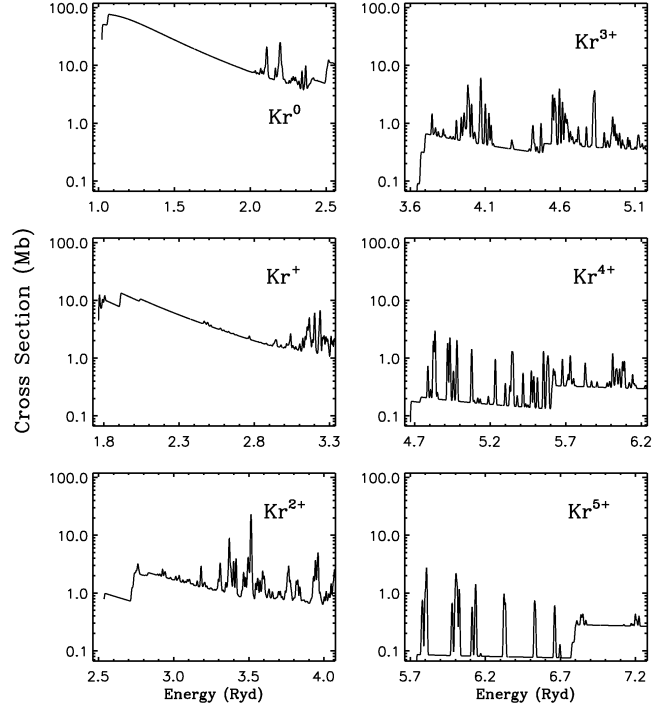 100.0
10.0
1.0
0.1
Kr0
1.0 1.5 2.0 2.5
100.0
10.0
1.0
0.1
Kr3+
3.6 4.1 4.6 5.1
Cross Section (Mb)
100.0
10.0
1.0
0.1
Kr+
1.8 2.3 2.8 3.3
100.0
10.0
1.0
0.1
Kr4+
4.7 5.2 5.7 6.2
100.0
10.0
1.0
0.1
Kr2+
2.5 3.0 3.5 4.0
Energy (Ryd)
100.0
10.0
1.0
0.1
Kr5+
5.7 6.2 6.7 7.2
Energy (Ryd)